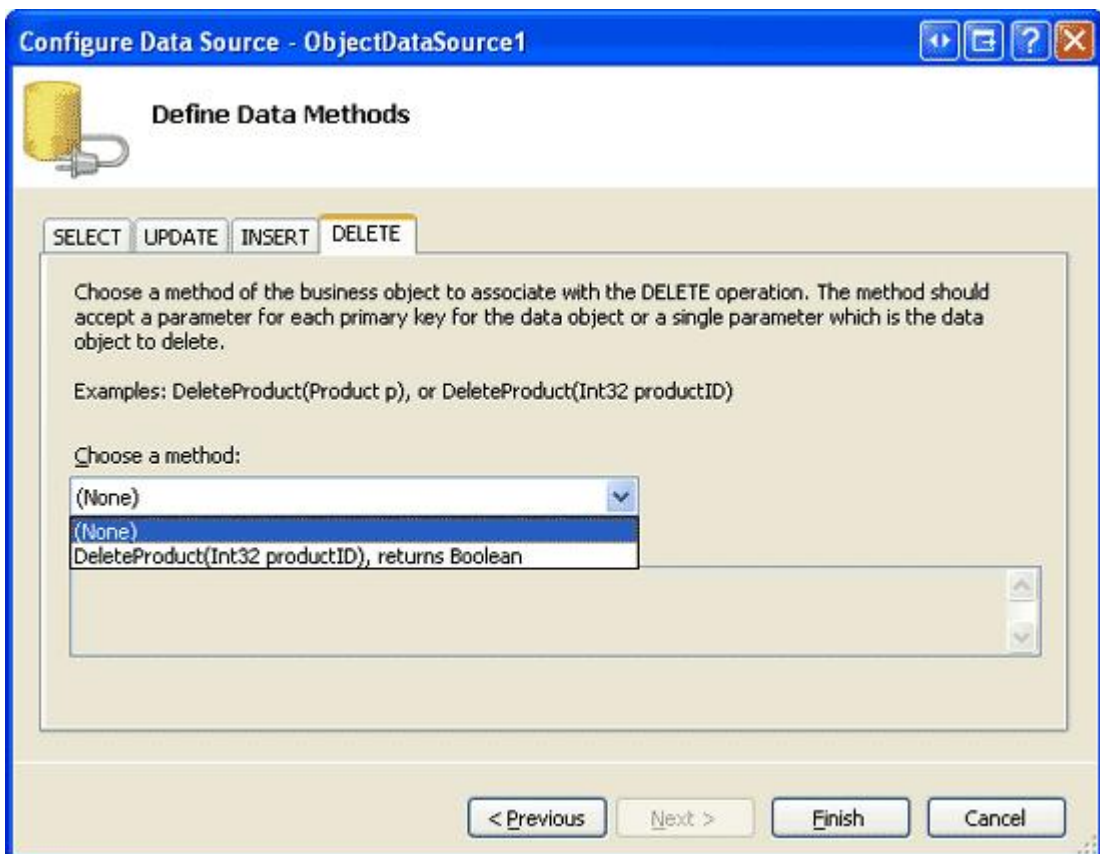 Configure Data Source - ObjectDataSource1
Define Data Methods
SELECT UPDATE INSERT DELETE
Choose a method of the business object to associate with the DELETE operation. The method should
accept a parameter for each primary key for the data object or a single parameter which is the data
object to delete.
Examples: DeleteProduct(Product p), or DeleteProduct(Int32 productID)
Choose a method:
(None)
(None)
DeleteProduct(Int32 productID), returns Boolean
< Previous Next > Finish Cancel